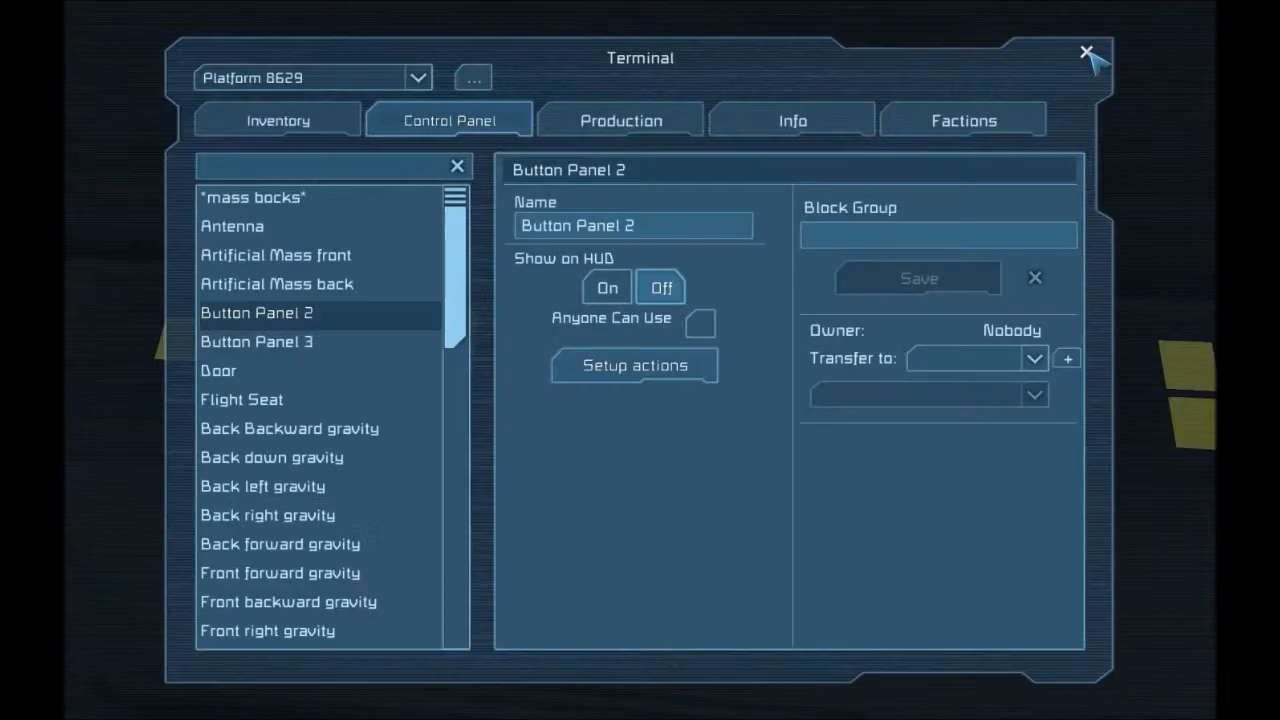 Terminal
Platform 8629
...
Inventory
Control Panel
Production
Info
Factions
*mass bocks*
Antenna
Artificial Mass front
Artificial Mass back
Button Panel 2
Button Panel 3
Door
Flight Seat
Back Backward gravity
Back down gravity
Back left gravity
Back right gravity
Back forward gravity
Front forward gravity
Front backward gravity
Front right gravity
Button Panel 2
Name
Button Panel 2
Show on HUD
On
Off
Anyone Can Use
Setup actions
Block Group
Save
Owner: Nobody
Transfer to:
+